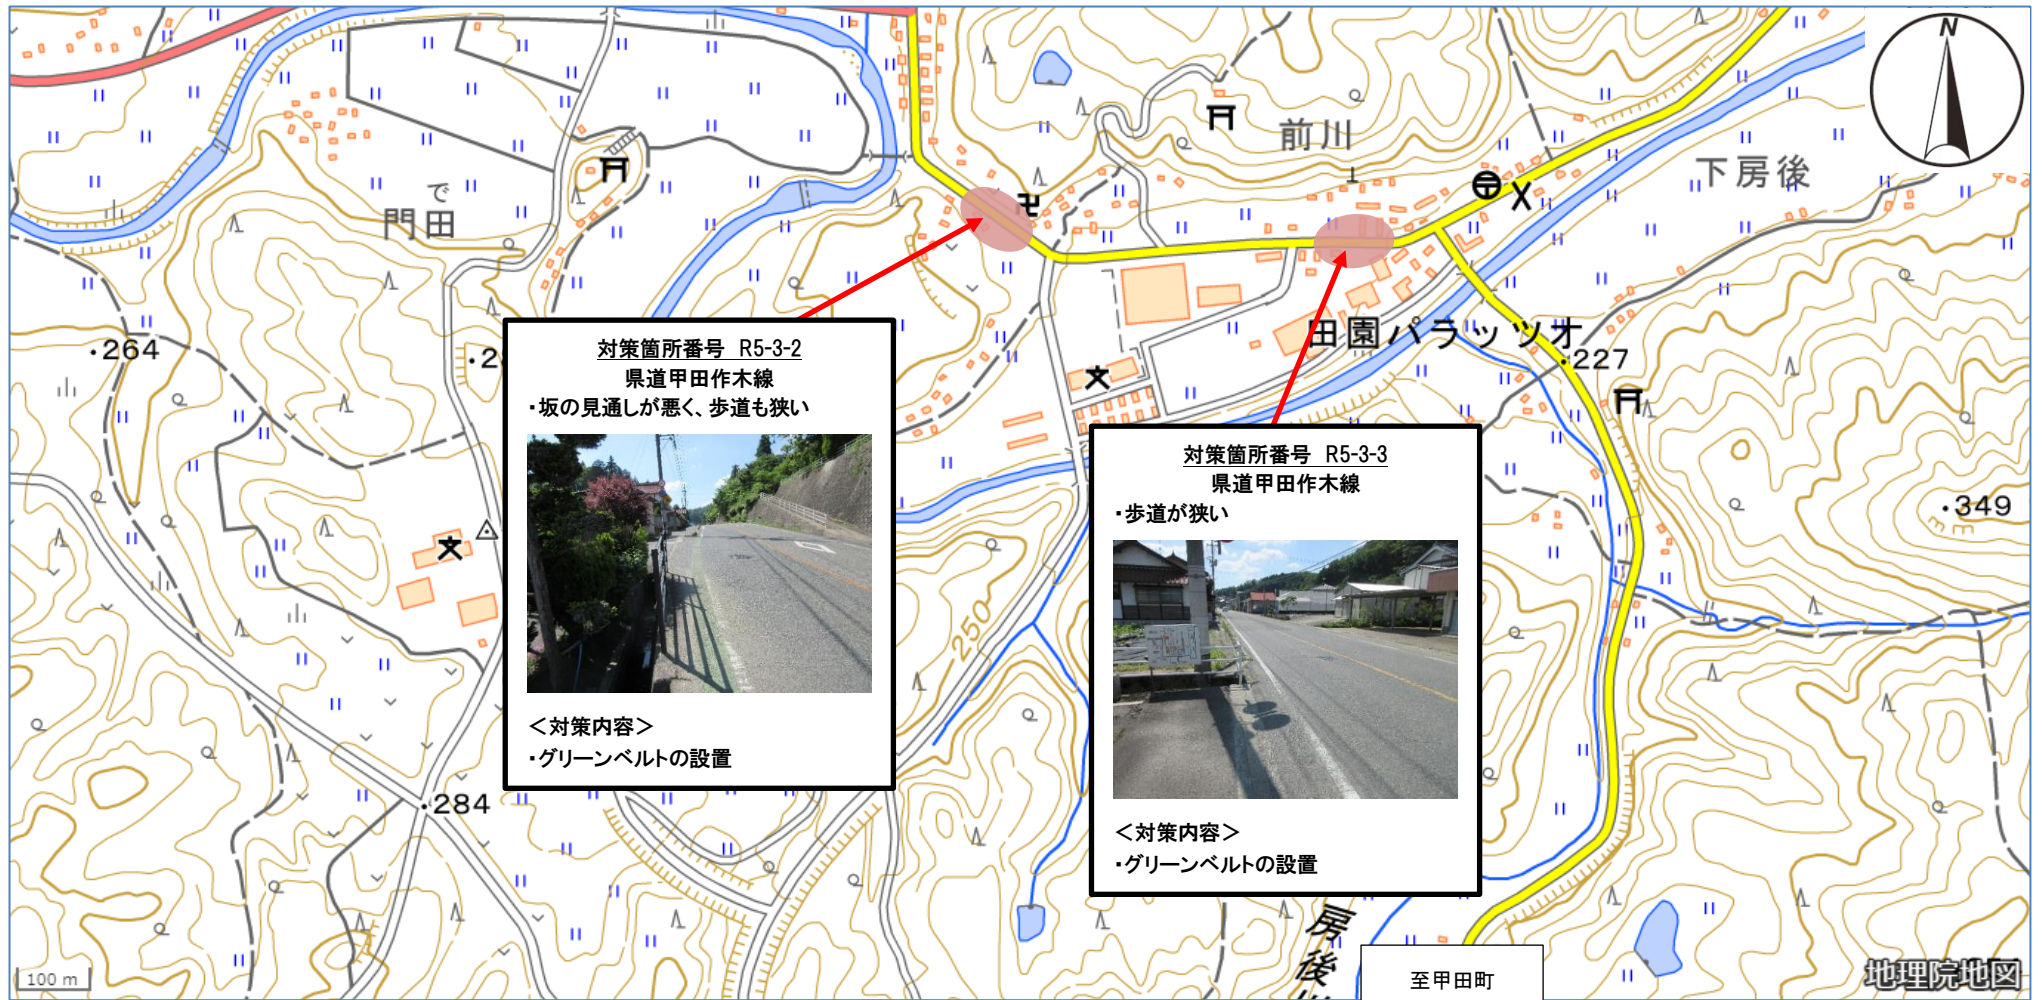 N
前川
下房後
で
門田
田園パラッツオ
・264
・2
・227
・349
・284
250
対策箇所番号 R5-3-2
県道甲田作木線
・坂の見通しが悪く、歩道も狭い
＜対策内容＞
・グリーンベルトの設置
対策箇所番号 R5-3-3
県道甲田作木線
・歩道が狭い
＜対策内容＞
・グリーンベルトの設置
房後
至甲田町
100 m
地理院地図